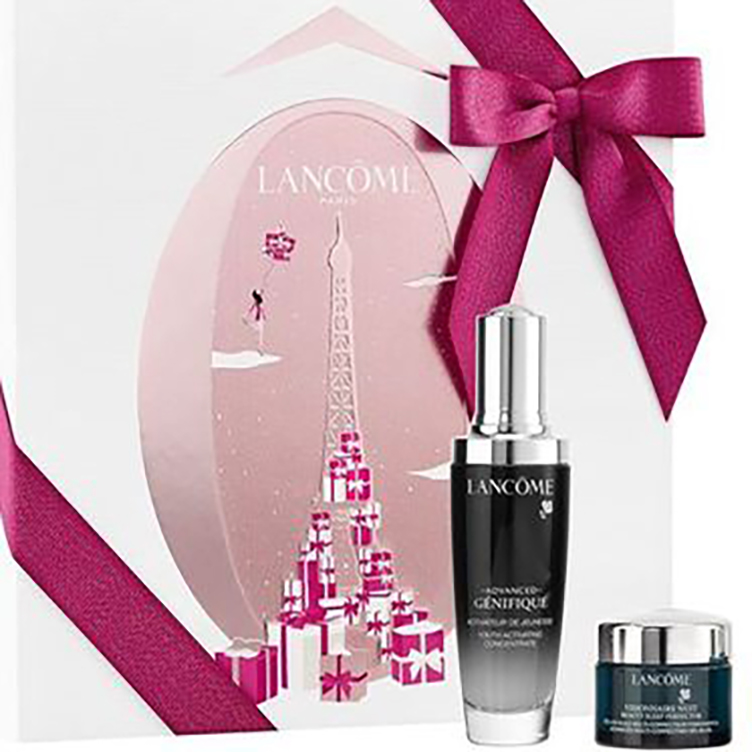 LANCÔME
PARIS
LANCÔME
ADVANCED
GÉNIFIQUE
ACTIVATEUR DE JEUNESSE
YOUTH ACTIVATING
CONCENTRATE
LANCÔME
VISIONNAIRE NUIT
BEAUTY SLEEP PERFECTOR